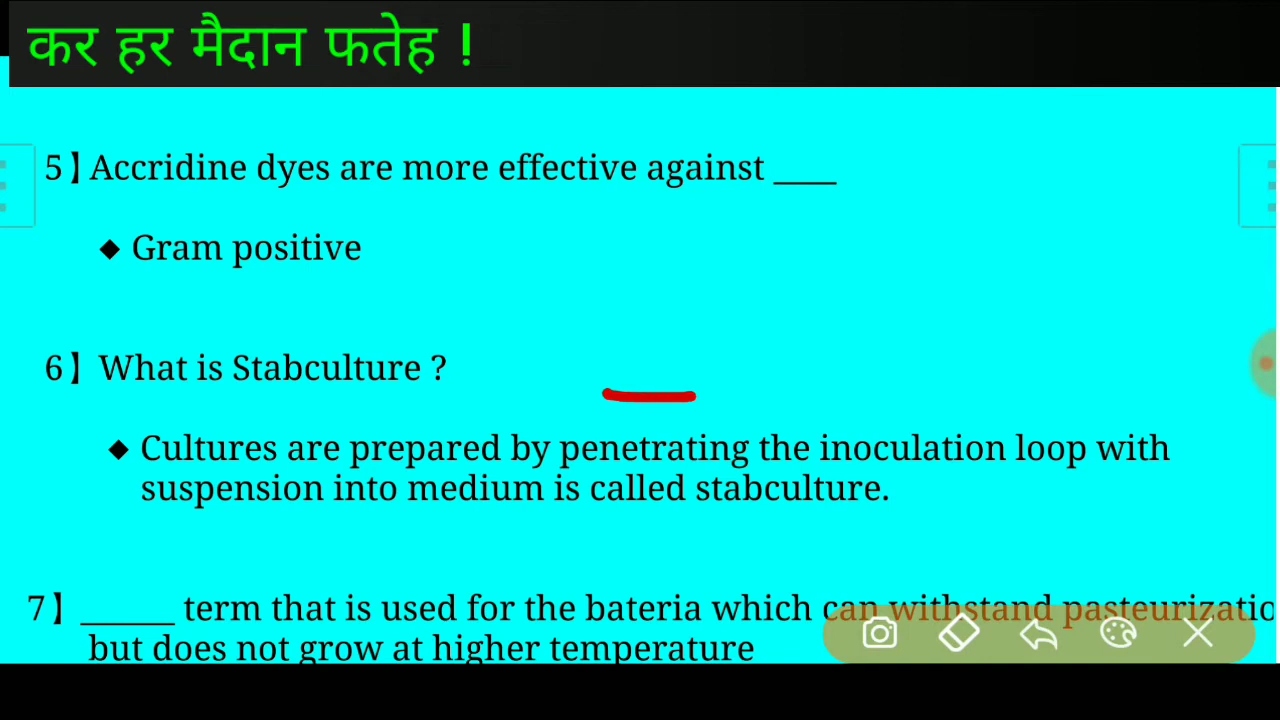 कर हर मैदान फतेह !
5】Accridine dyes are more effective against ____
◆ Gram positive
6】What is Stabculture ?
◆ Cultures are prepared by penetrating the inoculation loop with
suspension into medium is called stabculture.
7】______ term that is used for the bateria which can withstand pasteurizatio
but does not grow at higher temperature